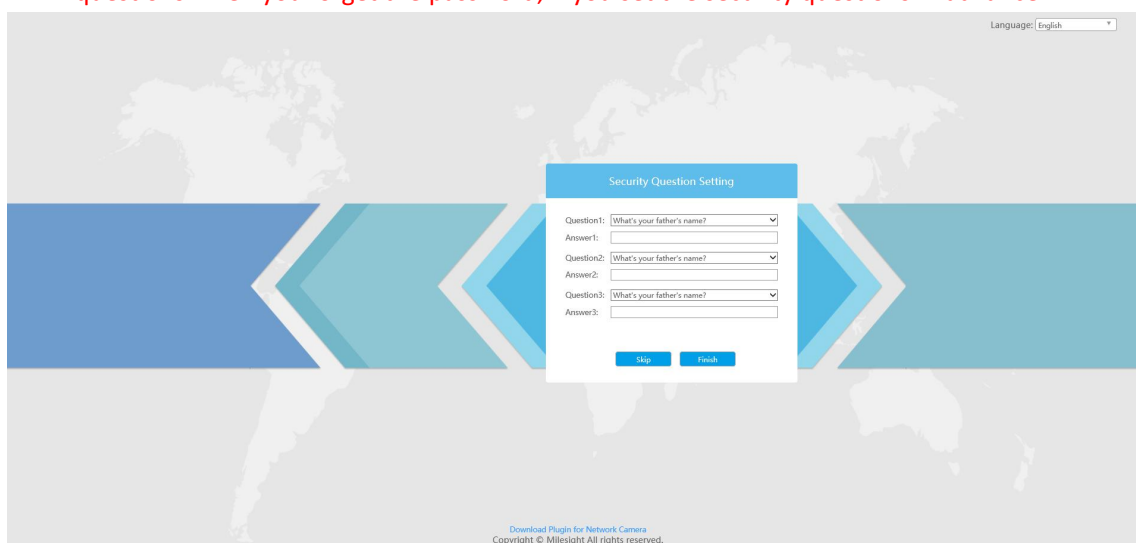 Language: English
Security Question Setting
Question1: What's your father's name?
Answer1:
Question2: What's your father's name?
Answer2:
Question3: What's your father's name?
Answer3:
Skip Finish
Download Plugin for Network Camera
Copyright © Milesight All rights reserved.